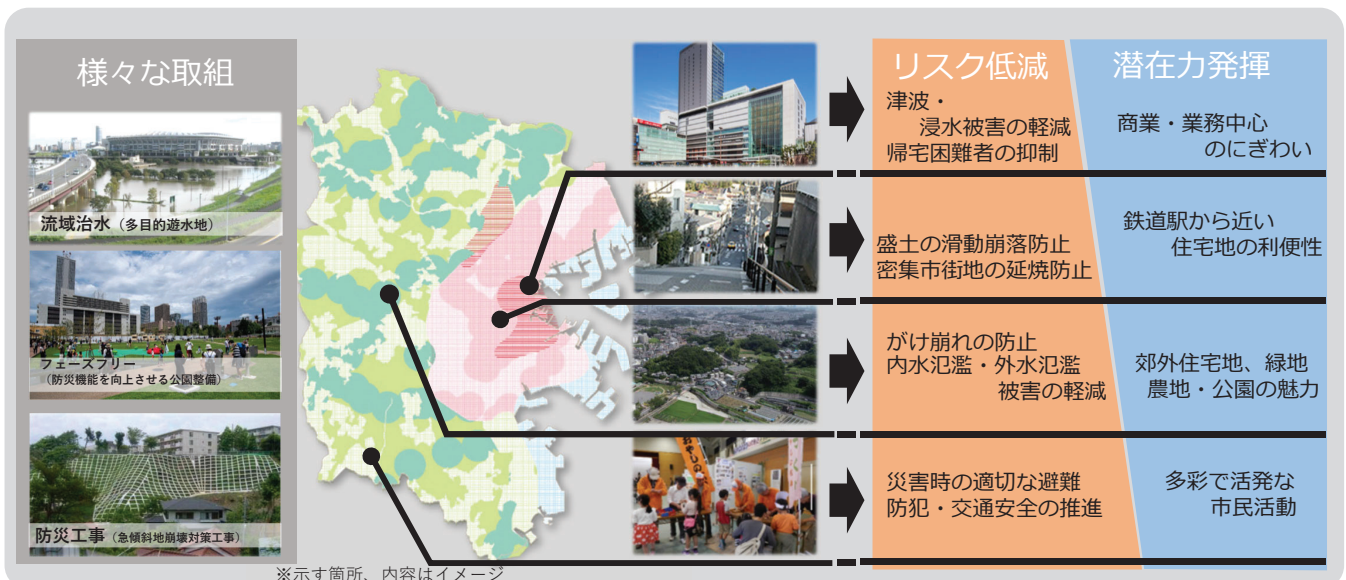 様々な取組
流域治水（多目的遊水地）
フェーズフリー
（防災機能を向上させる公園整備）
防災工事（急傾斜地崩壊対策工事）
※示す箇所、内容はイメージ
リスク低減
潜在力発揮
津波・
浸水被害の軽減
帰宅困難者の抑制
商業・業務中心
のにぎわい
盛土の滑動崩落防止
密集市街地の延焼防止
鉄道駅から近い
住宅地の利便性
がけ崩れの防止
内水氾濫・外水氾濫
被害の軽減
郊外住宅地、緑地
農地・公園の魅力
災害時の適切な避難
防犯・交通安全の推進
多彩で活発な
市民活動